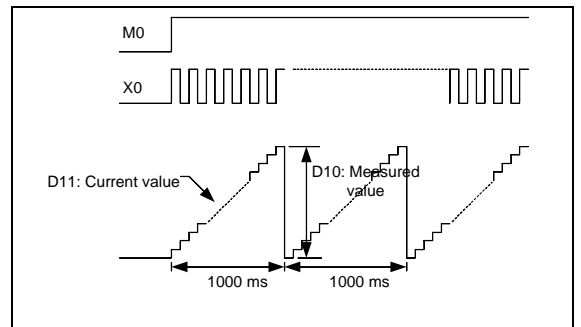 M0
X0
D11: Current value
D10: Measured
value
1000 ms
1000 ms